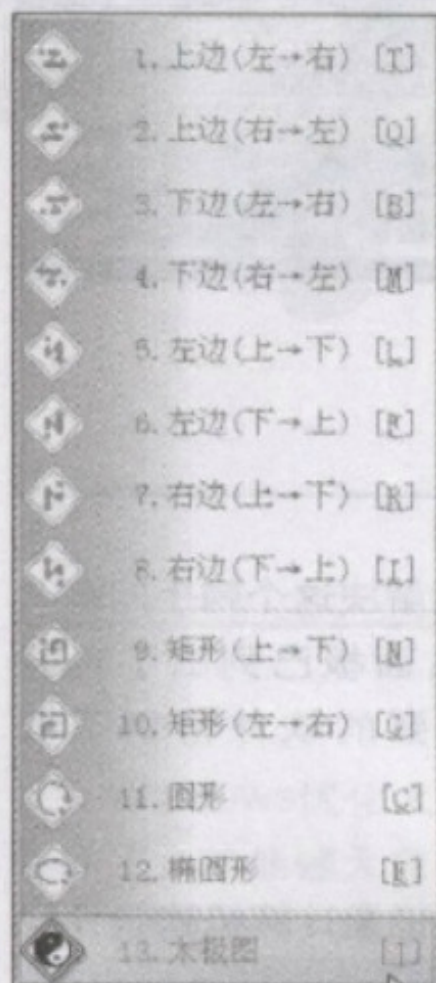 1. 上边(左→右) [T]
2. 上边(右→左) [Q]
3. 下边(左→右) [B]
4. 下边(右→左) [M]
5. 左边(上→下) [L]
6. 左边(下→上)
7. 右边(上→下) [R]
8. 右边(下→上) [I]
9. 矩形(上→下) [N]
10. 矩形(左→右) [G]
11. 圆形 [C]
12. 椭圆形 [E]
13. 太极图